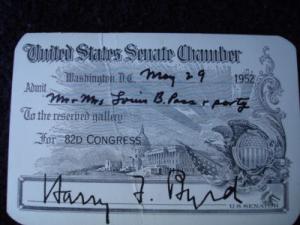 United States Senate Chamber
Washington, D.C. May 29 1952
Admit Mr & Mrs Louis B. Pass & party
To the reserved gallery
For 82D CONGRESS
Harry F. Byrd
U.S. SENATOR